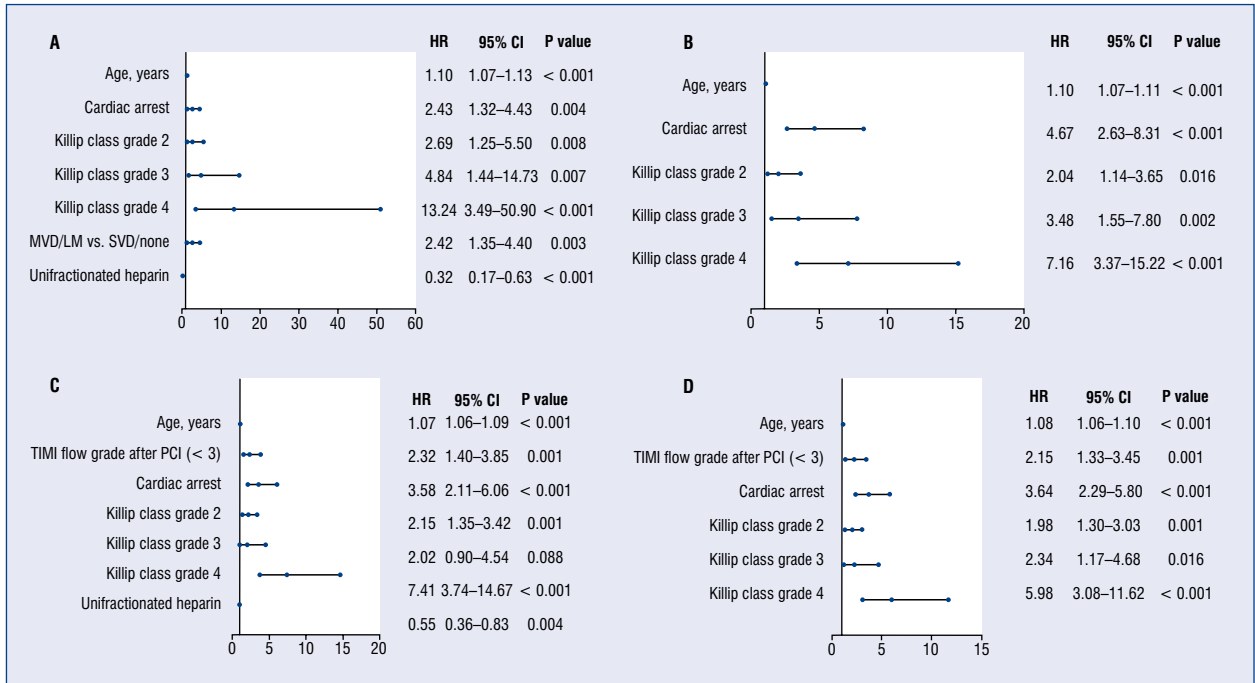 A
HR 95% CI P value
Age, years 1.10 1.07–1.13 < 0.001
Cardiac arrest 2.43 1.32–4.43 0.004
Killip class grade 2 2.69 1.25–5.50 0.008
Killip class grade 3 4.84 1.44–14.73 0.007
Killip class grade 4 13.24 3.49–50.90 < 0.001
MVD/LM vs. SVD/none 2.42 1.35–4.40 0.003
Unifractionated heparin 0.32 0.17–0.63 < 0.001
0 10 20 30 40 50 60
B
HR 95% CI P value
Age, years 1.10 1.07–1.11 < 0.001
Cardiac arrest 4.67 2.63–8.31 < 0.001
Killip class grade 2 2.04 1.14–3.65 0.016
Killip class grade 3 3.48 1.55–7.80 0.002
Killip class grade 4 7.16 3.37–15.22 < 0.001
0 5 10 15 20
C
HR 95% CI P value
Age, years 1.07 1.06–1.09 < 0.001
TIMI flow grade after PCI (< 3) 2.32 1.40–3.85 0.001
Cardiac arrest 3.58 2.11–6.06 < 0.001
Killip class grade 2 2.15 1.35–3.42 0.001
Killip class grade 3 2.02 0.90–4.54 0.088
Killip class grade 4 7.41 3.74–14.67 < 0.001
Unifractionated heparin 0.55 0.36–0.83 0.004
0 5 10 15 20
D
HR 95% CI P value
Age, years 1.08 1.06–1.10 < 0.001
TIMI flow grade after PCI (< 3) 2.15 1.33–3.45 0.001
Cardiac arrest 3.64 2.29–5.80 < 0.001
Killip class grade 2 1.98 1.30–3.03 0.001
Killip class grade 3 2.34 1.17–4.68 0.016
Killip class grade 4 5.98 3.08–11.62 < 0.001
0 5 10 15